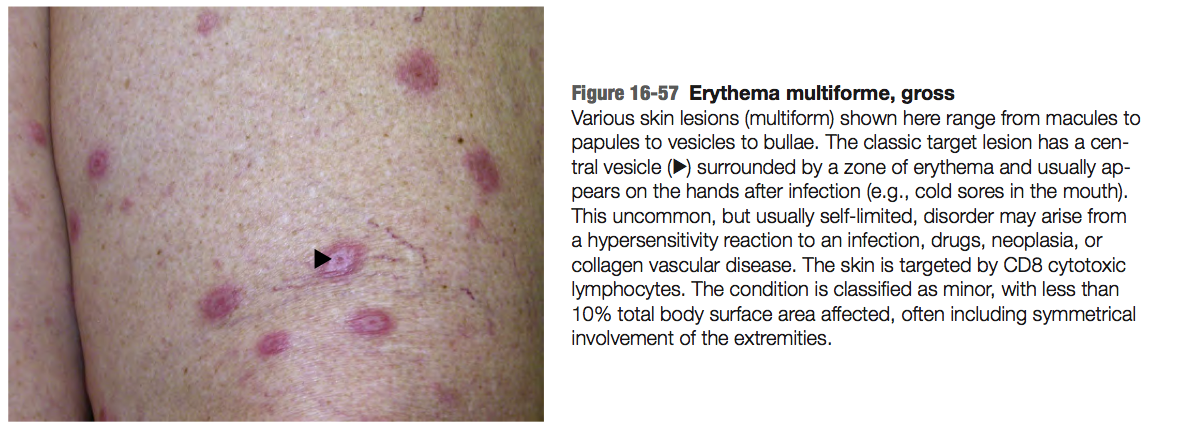 Figure 16-57 Erythema multiforme, gross
Various skin lesions (multiform) shown here range from macules to
papules to vesicles to bullae. The classic target lesion has a cen-
tral vesicle (▶) surrounded by a zone of erythema and usually ap-
pears on the hands after infection (e.g., cold sores in the mouth).
This uncommon, but usually self-limited, disorder may arise from
a hypersensitivity reaction to an infection, drugs, neoplasia, or
collagen vascular disease. The skin is targeted by CD8 cytotoxic
lymphocytes. The condition is classified as minor, with less than
10% total body surface area affected, often including symmetrical
involvement of the extremities.